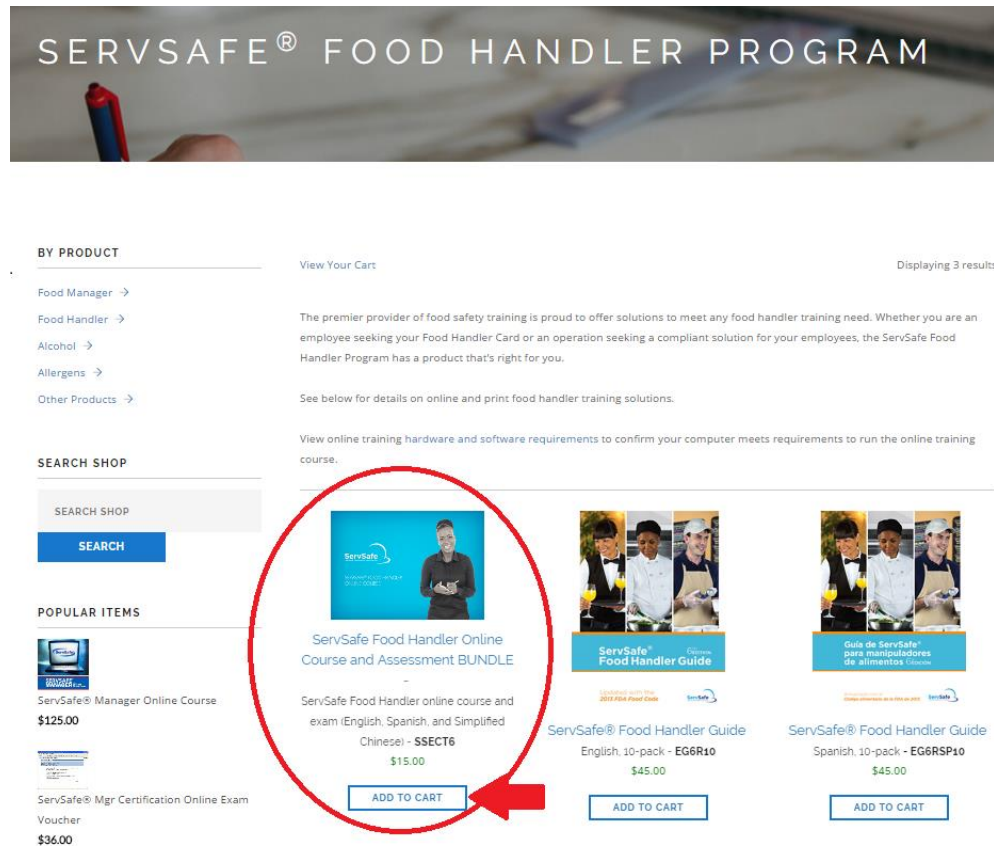 SERVSAFE® FOOD HANDLER PROGRAM
BY PRODUCT
Food Manager →
Food Handler →
Alcohol →
Allergens →
Other Products →
SEARCH SHOP
SEARCH SHOP
SEARCH
POPULAR ITEMS
ServSafe® Manager Online Course
$125.00
ServSafe® Mgr Certification Online Exam
Voucher
$36.00
View Your Cart
Displaying 3 results
The premier provider of food safety training is proud to offer solutions to meet any food handler training need. Whether you are an
employee seeking your Food Handler Card or an operation seeking a compliant solution for your employees, the ServSafe Food
Handler Program has a product that's right for you.
See below for details on online and print food handler training solutions.
View online training hardware and software requirements to confirm your computer meets requirements to run the online training
course.
ServSafe
ServSafe Food Handler Online
Course and Assessment BUNDLE
–
ServSafe Food Handler online course and
exam (English, Spanish, and Simplified
Chinese) - SSECT6
$15.00
ADD TO CART
ServSafe®
Food Handler Guide
Updated with the
2013 FDA Food Code
ServSafe
ServSafe® Food Handler Guide
English, 10-pack - EG6R10
$45.00
ADD TO CART
Guía de ServSafe®
para manipuladores
de alimentos
ServSafe
ServSafe® Food Handler Guide
Spanish, 10-pack - EG6RSP10
$45.00
ADD TO CART